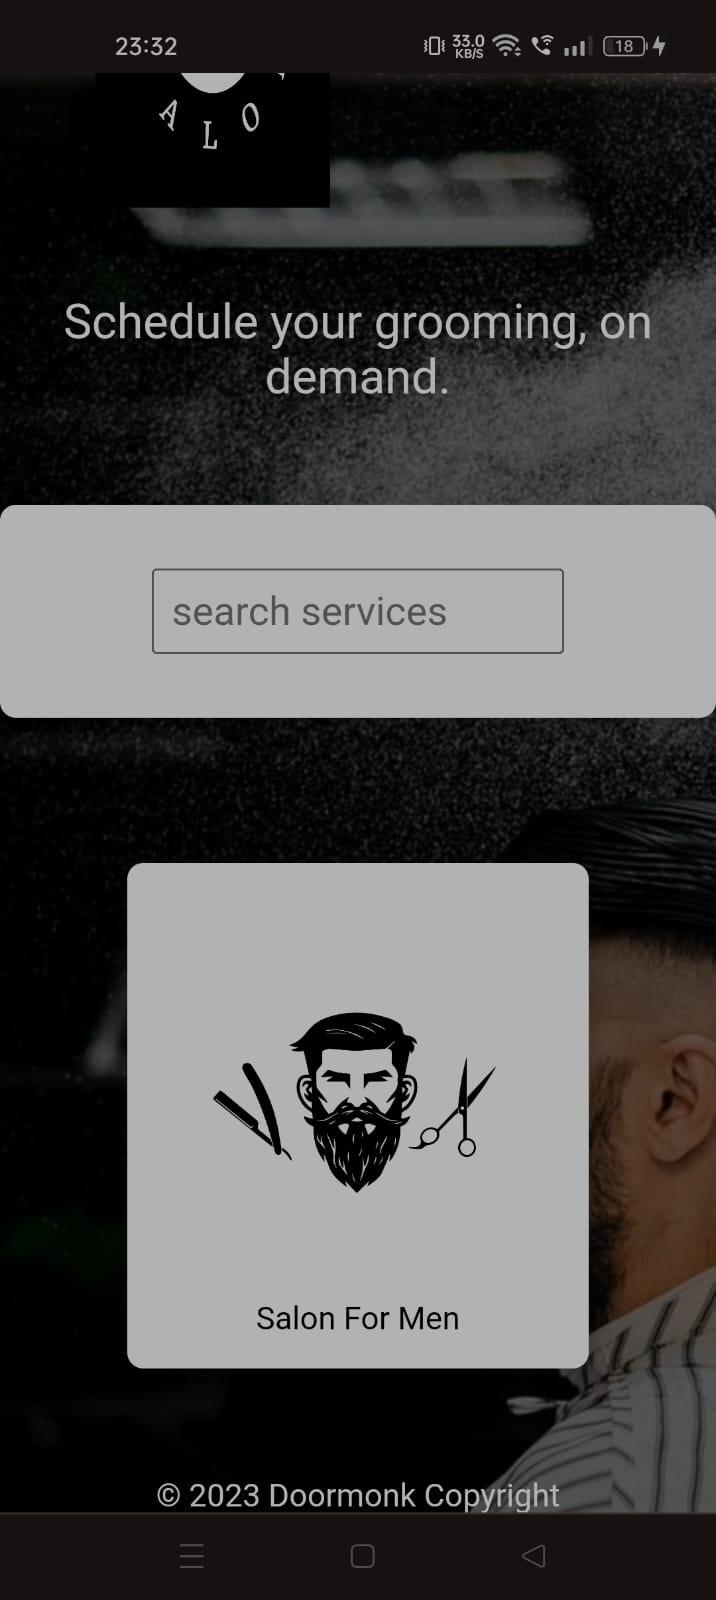 23:32
33.0
KB/S
18
A L O
Schedule your grooming, on
demand.
search services
Salon For Men
© 2023 Doormonk Copyright